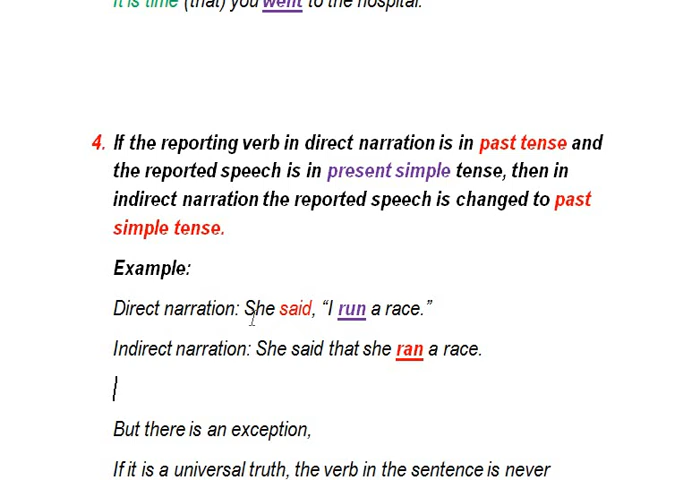 It is time (that) you went to the hospital.
4. If the reporting verb in direct narration is in past tense and
the reported speech is in present simple tense, then in
indirect narration the reported speech is changed to past
simple tense.
Example:
Direct narration: She said, “I run a race.”
Indirect narration: She said that she ran a race.
But there is an exception,
If it is a universal truth, the verb in the sentence is never